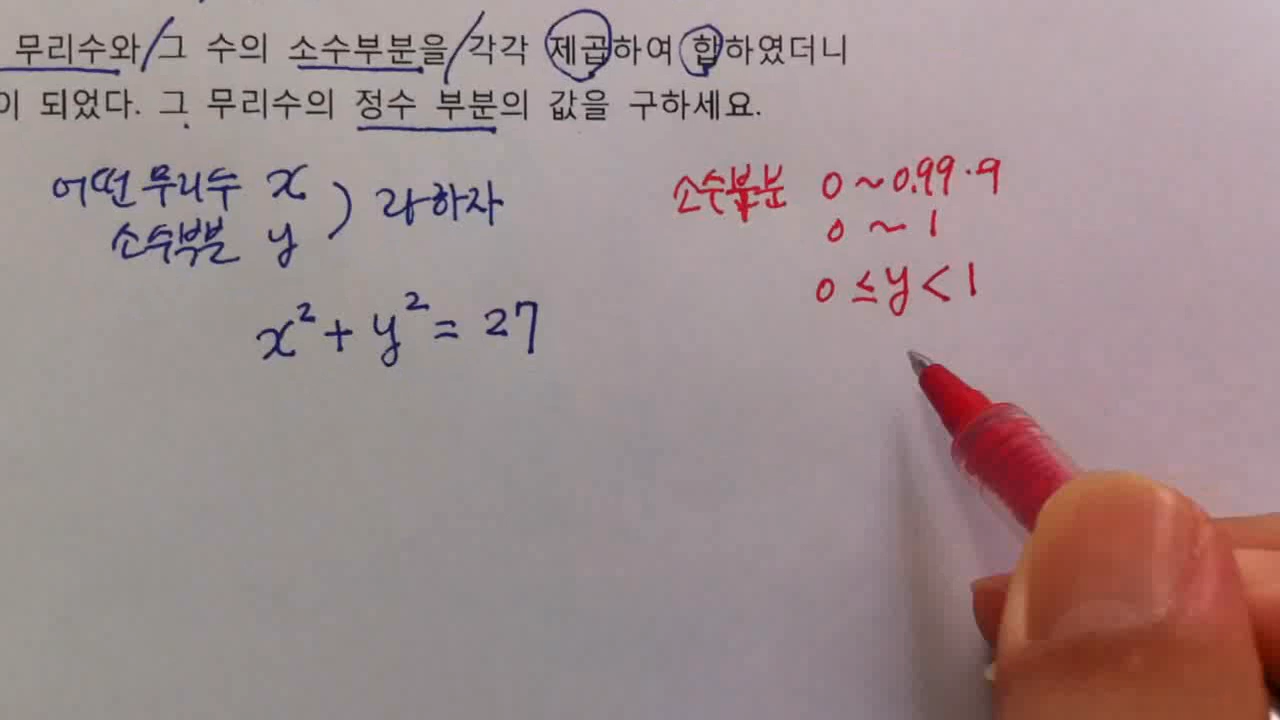 무리수와 그 수의 소수부분을 각각 제곱하여 합하였더니
이 되었다. 그 무리수의 정수 부분의 값을 구하세요.
어떤 무리수 x
소수부분 y ) 라 하자
x² + y² = 27
소수부분 0 ~ 0.99·9
0 ~ 1
0 ≤ y < 1